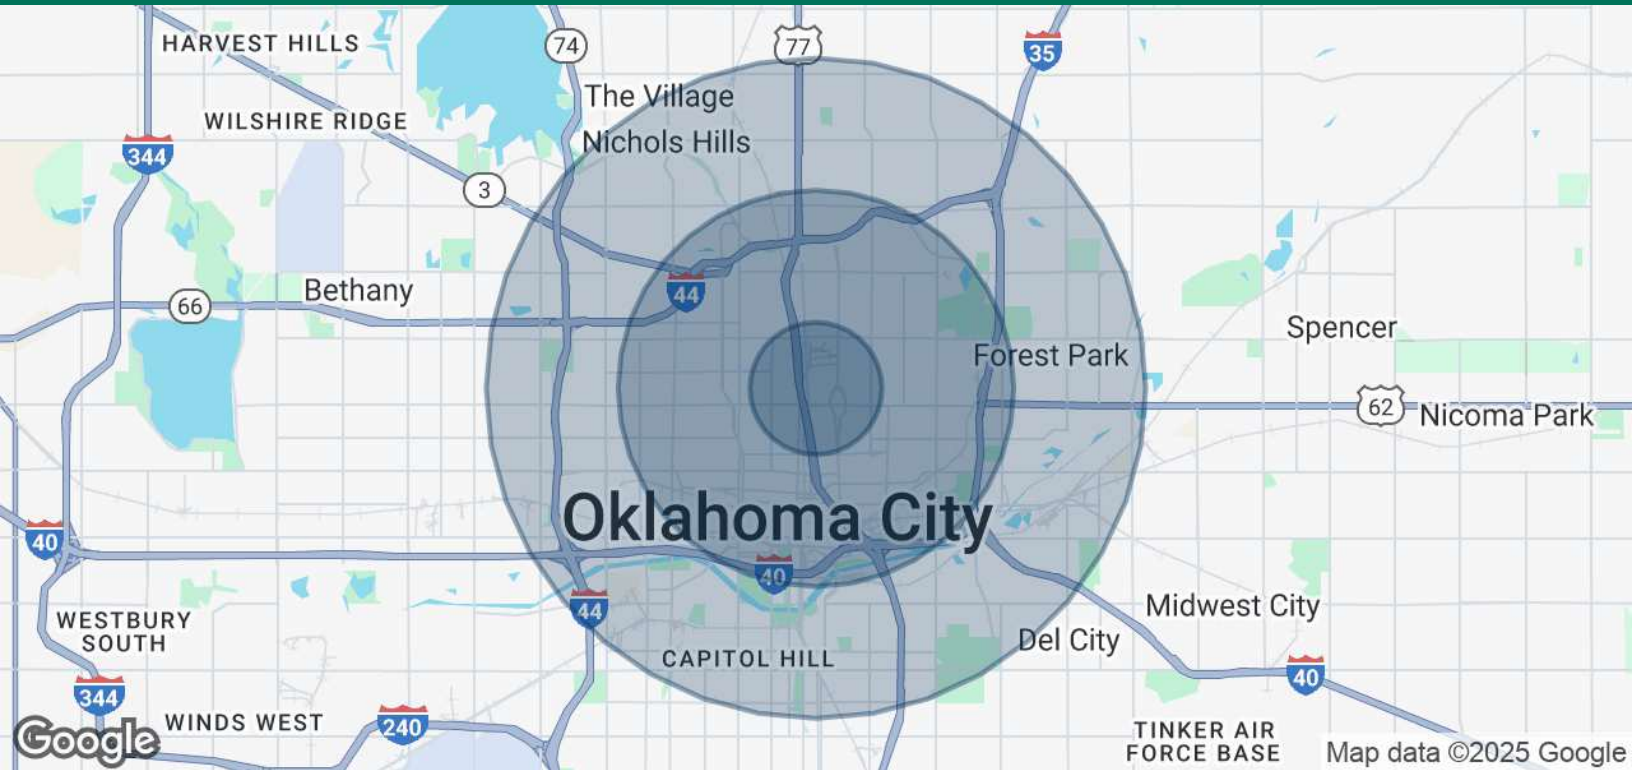 HARVEST HILLS
74
77
35
The Village
WILSHIRE RIDGE
Nichols Hills
344
3
44
Bethany
66
Spencer
Forest Park
62
Nicoma Park
Oklahoma City
40
40
44
Midwest City
WESTBURY
SOUTH
Del City
CAPITOL HILL
40
344
WINDS WEST
240
TINKER AIR
FORCE BASE
Google
Map data ©2025 Google